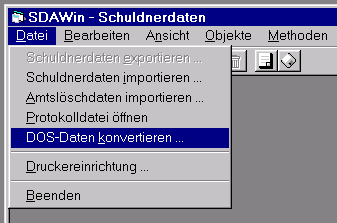 SDAWin - Schuldnerdaten
Datei Bearbeiten Ansicht Objekte Methoden
Schuldnerdaten exportieren ...
Schuldnerdaten importieren ...
Amtslöschdaten importieren ...
Protokolldatei öffnen
DOS-Daten konvertieren ...
Druckereinrichtung ...
Beenden